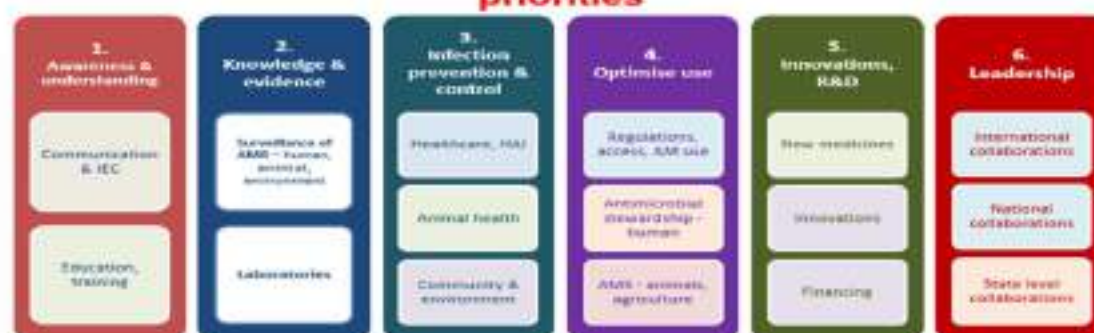 priorities
1.
Awareness &
understanding
Communication
& IEC
Education,
training
2.
Knowledge &
evidence
Surveillance of
AMR – human,
animal,
environment
Laboratories
3.
Infection
prevention &
control
Healthcare, HAI
Animal health
Community &
environment
4.
Optimise use
Regulations,
access, AM use
Antimicrobial
stewardship -
human
AMS - animals,
agriculture
5.
Innovations,
R&D
New medicines
Innovations
Financing
6.
Leadership
International
collaborations
National
collaborations
State level
collaborations